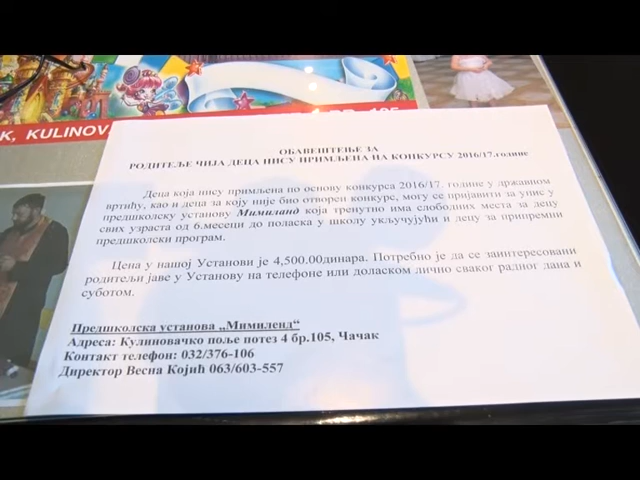 K, KULINOV
105
ОБАВЕШТЕЊЕ ЗА
РОДИТЕЉЕ ЧИЈА ДЕЦА НИСУ ПРИМЉЕНА НА КОНКУРСУ 2016/17.године
Деца која нису примљена по основу конкурса 2016/17. године у државном
вртићу, као и деца за коју није био отворен конкурс, могу се пријавити за упис у
предшколску установу Мимиланд која тренутно има слободних места за децу
свих узраста од 6.месеци до поласка у школу укључујући и децу за припремни
предшколски програм.
Цена у нашој Установи је 4,500.00динара. Потребно је да се заинтересовани
родитељи јаве у Установу на телефоне или доласком лично сваког радног дана и
суботом.
Предшколска установа „Мимиленд“
Адреса: Кулиновачко поље потез 4 бр.105, Чачак
Контакт телефон: 032/376-106
Директор Весна Којић 063/603-557